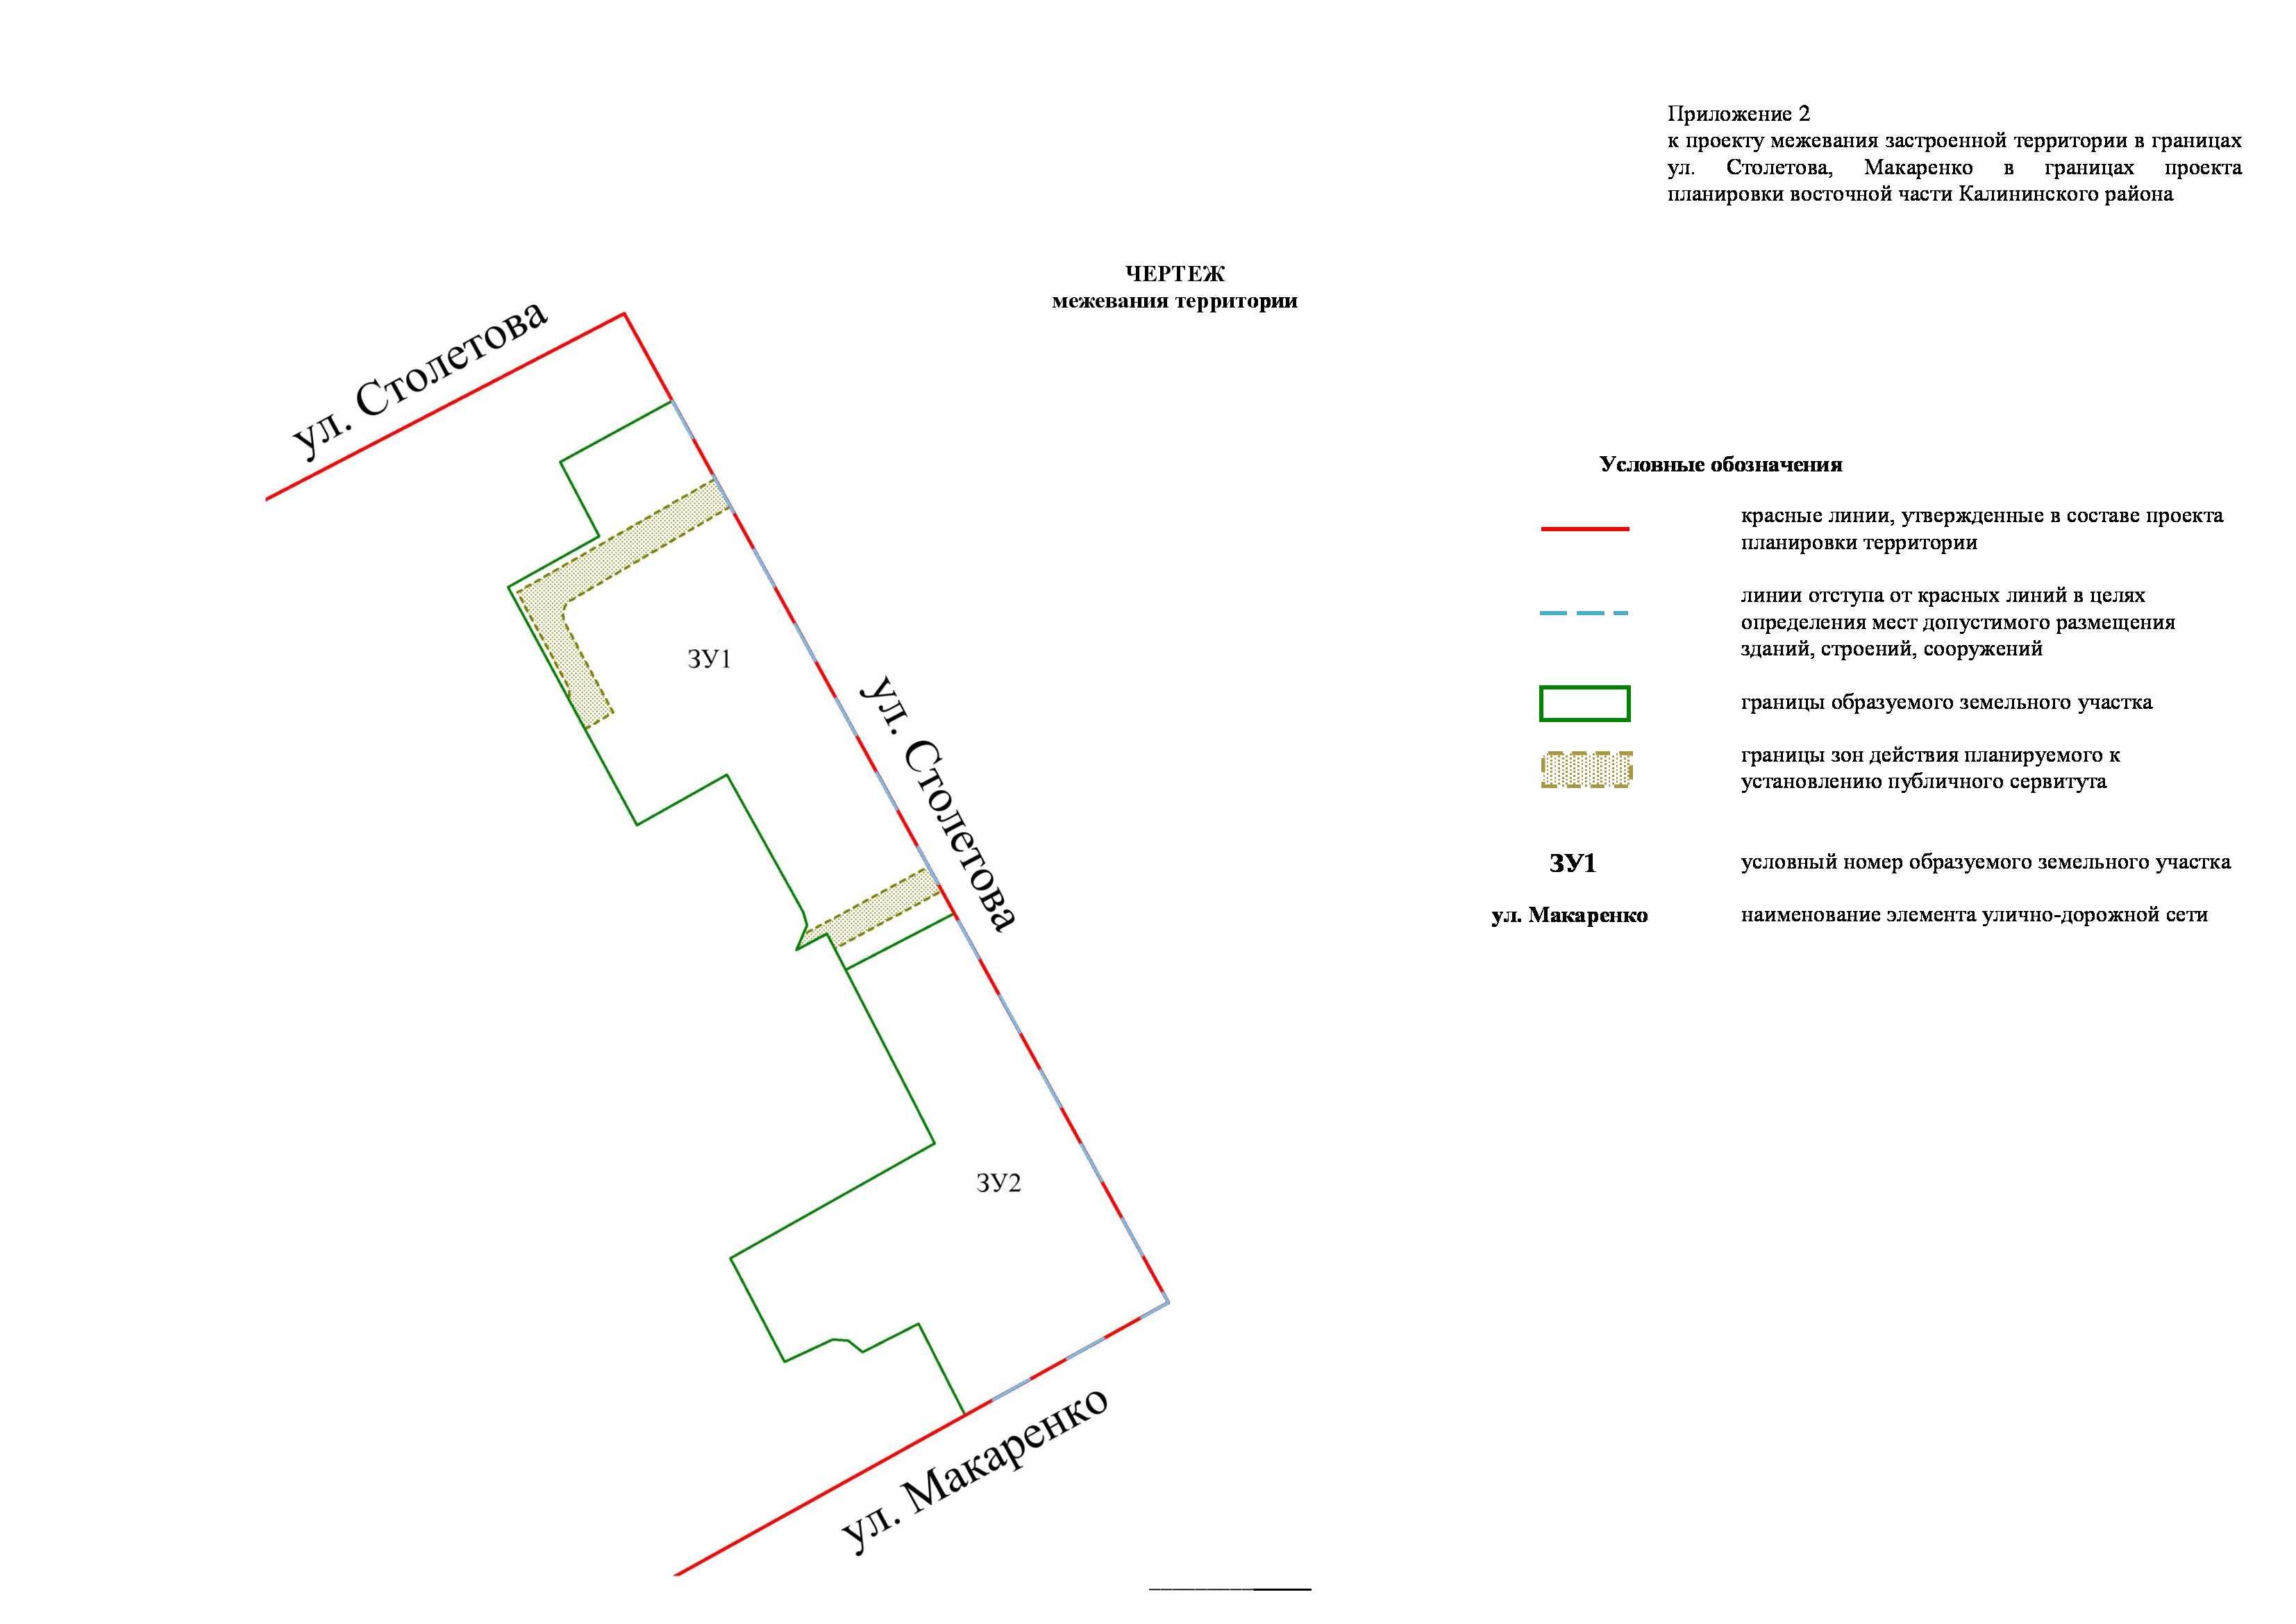 Приложение 2
к проекту межевания застроенной территории в границах
ул. Столетова, Макаренко в границах проекта
планировки восточной части Калининского района
ЧЕРТЕЖ
межевания территории
ул. Столетова
Условные обозначения
красные линии, утвержденные в составе проекта
планировки территории
линии отступа от красных линий в целях
определения мест допустимого размещения
зданий, строений, сооружений
границы образуемого земельного участка
границы зон действия планируемого к
установлению публичного сервитута
ЗУ1 условный номер образуемого земельного участка
ул. Макаренко наименование элемента улично-дорожной сети
ЗУ1
ул. Столетова
ЗУ2
ул. Макаренко